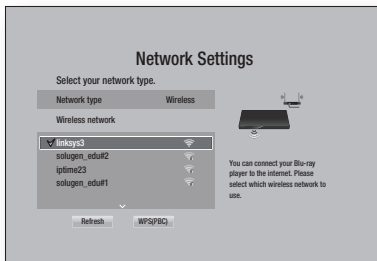 Network Settings
Select your network type.
Network type Wireless
Wireless network
linksys3
solugen_edu#2
iptime23
solugen_edu#1
You can connect your Blu-ray
player to the internet. Please
select which wireless network to
use.
Refresh WPS(PBC)